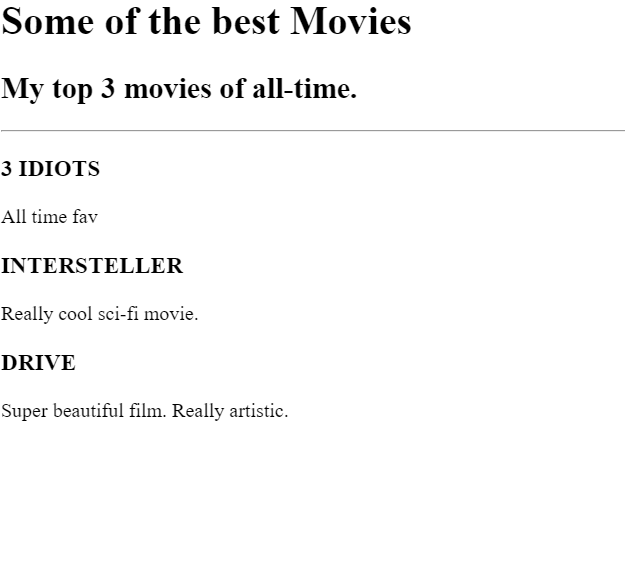 Some of the best Movies
My top 3 movies of all-time.
3 IDIOTS
All time fav
INTERSTELLER
Really cool sci-fi movie.
DRIVE
Super beautiful film. Really artistic.